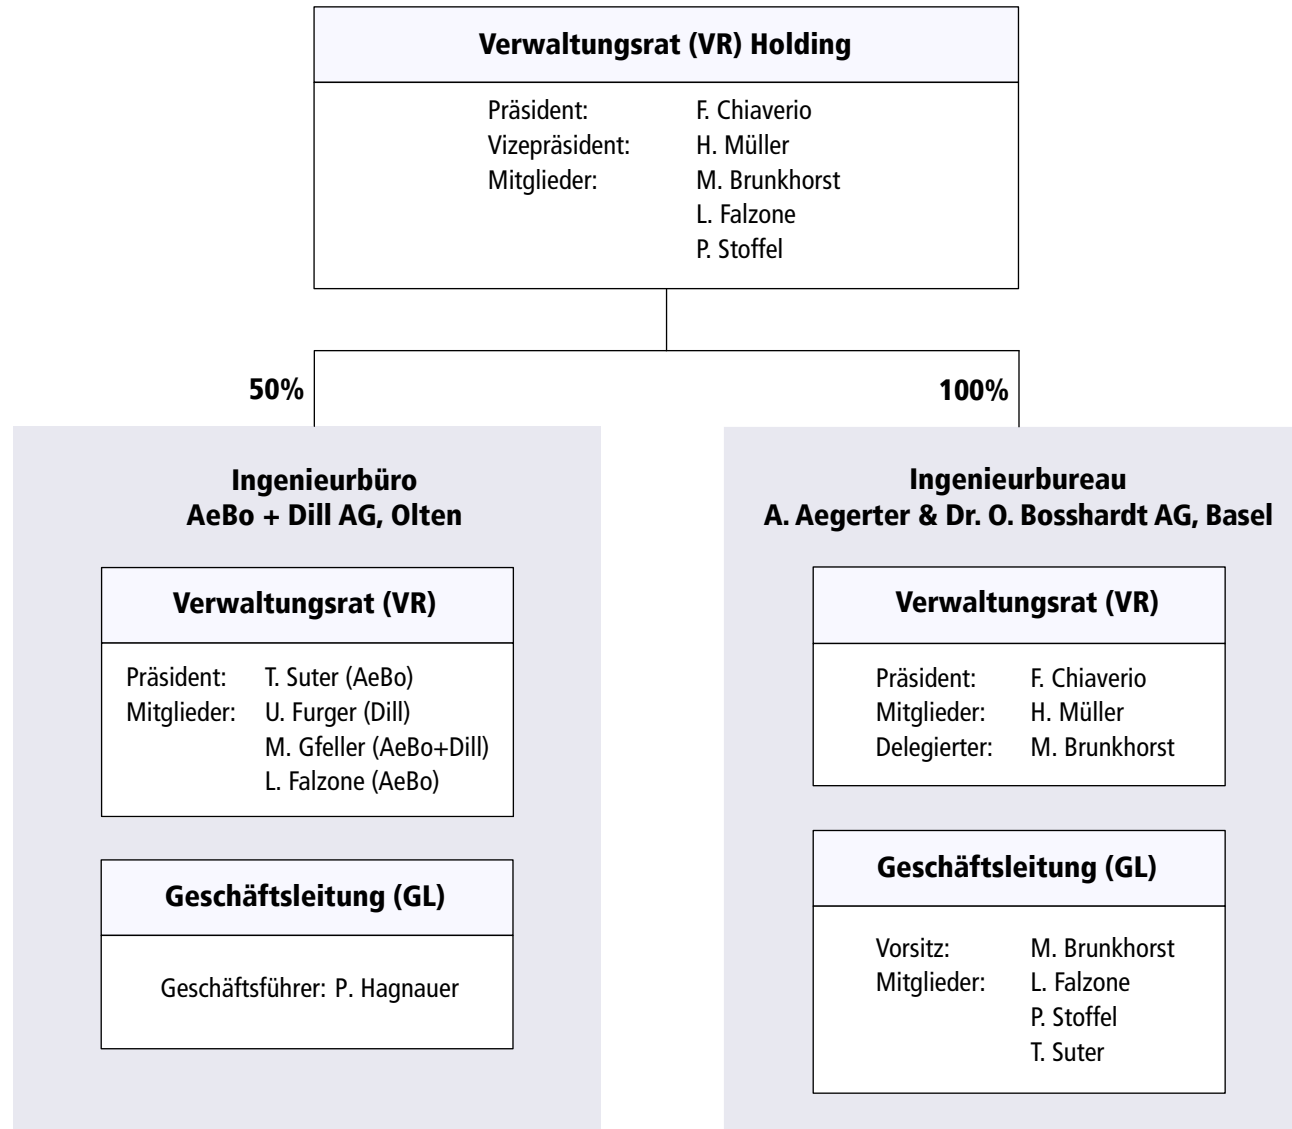 Verwaltungsrat (VR) Holding
Präsident: F. Chiaverio
Vizepräsident: H. Müller
Mitglieder: M. Brunkhorst
L. Falzone
P. Stoffel
50%
100%
Ingenieurbüro
AeBo + Dill AG, Olten
Verwaltungsrat (VR)
Präsident: T. Suter (AeBo)
Mitglieder: U. Furger (Dill)
M. Gfeller (AeBo+Dill)
L. Falzone (AeBo)
Geschäftsleitung (GL)
Geschäftsführer: P. Hagnauer
Ingenieurbureau
A. Aegerter & Dr. O. Bosshardt AG, Basel
Verwaltungsrat (VR)
Präsident: F. Chiaverio
Mitglieder: H. Müller
Delegierter: M. Brunkhorst
Geschäftsleitung (GL)
Vorsitz: M. Brunkhorst
Mitglieder: L. Falzone
P. Stoffel
T. Suter